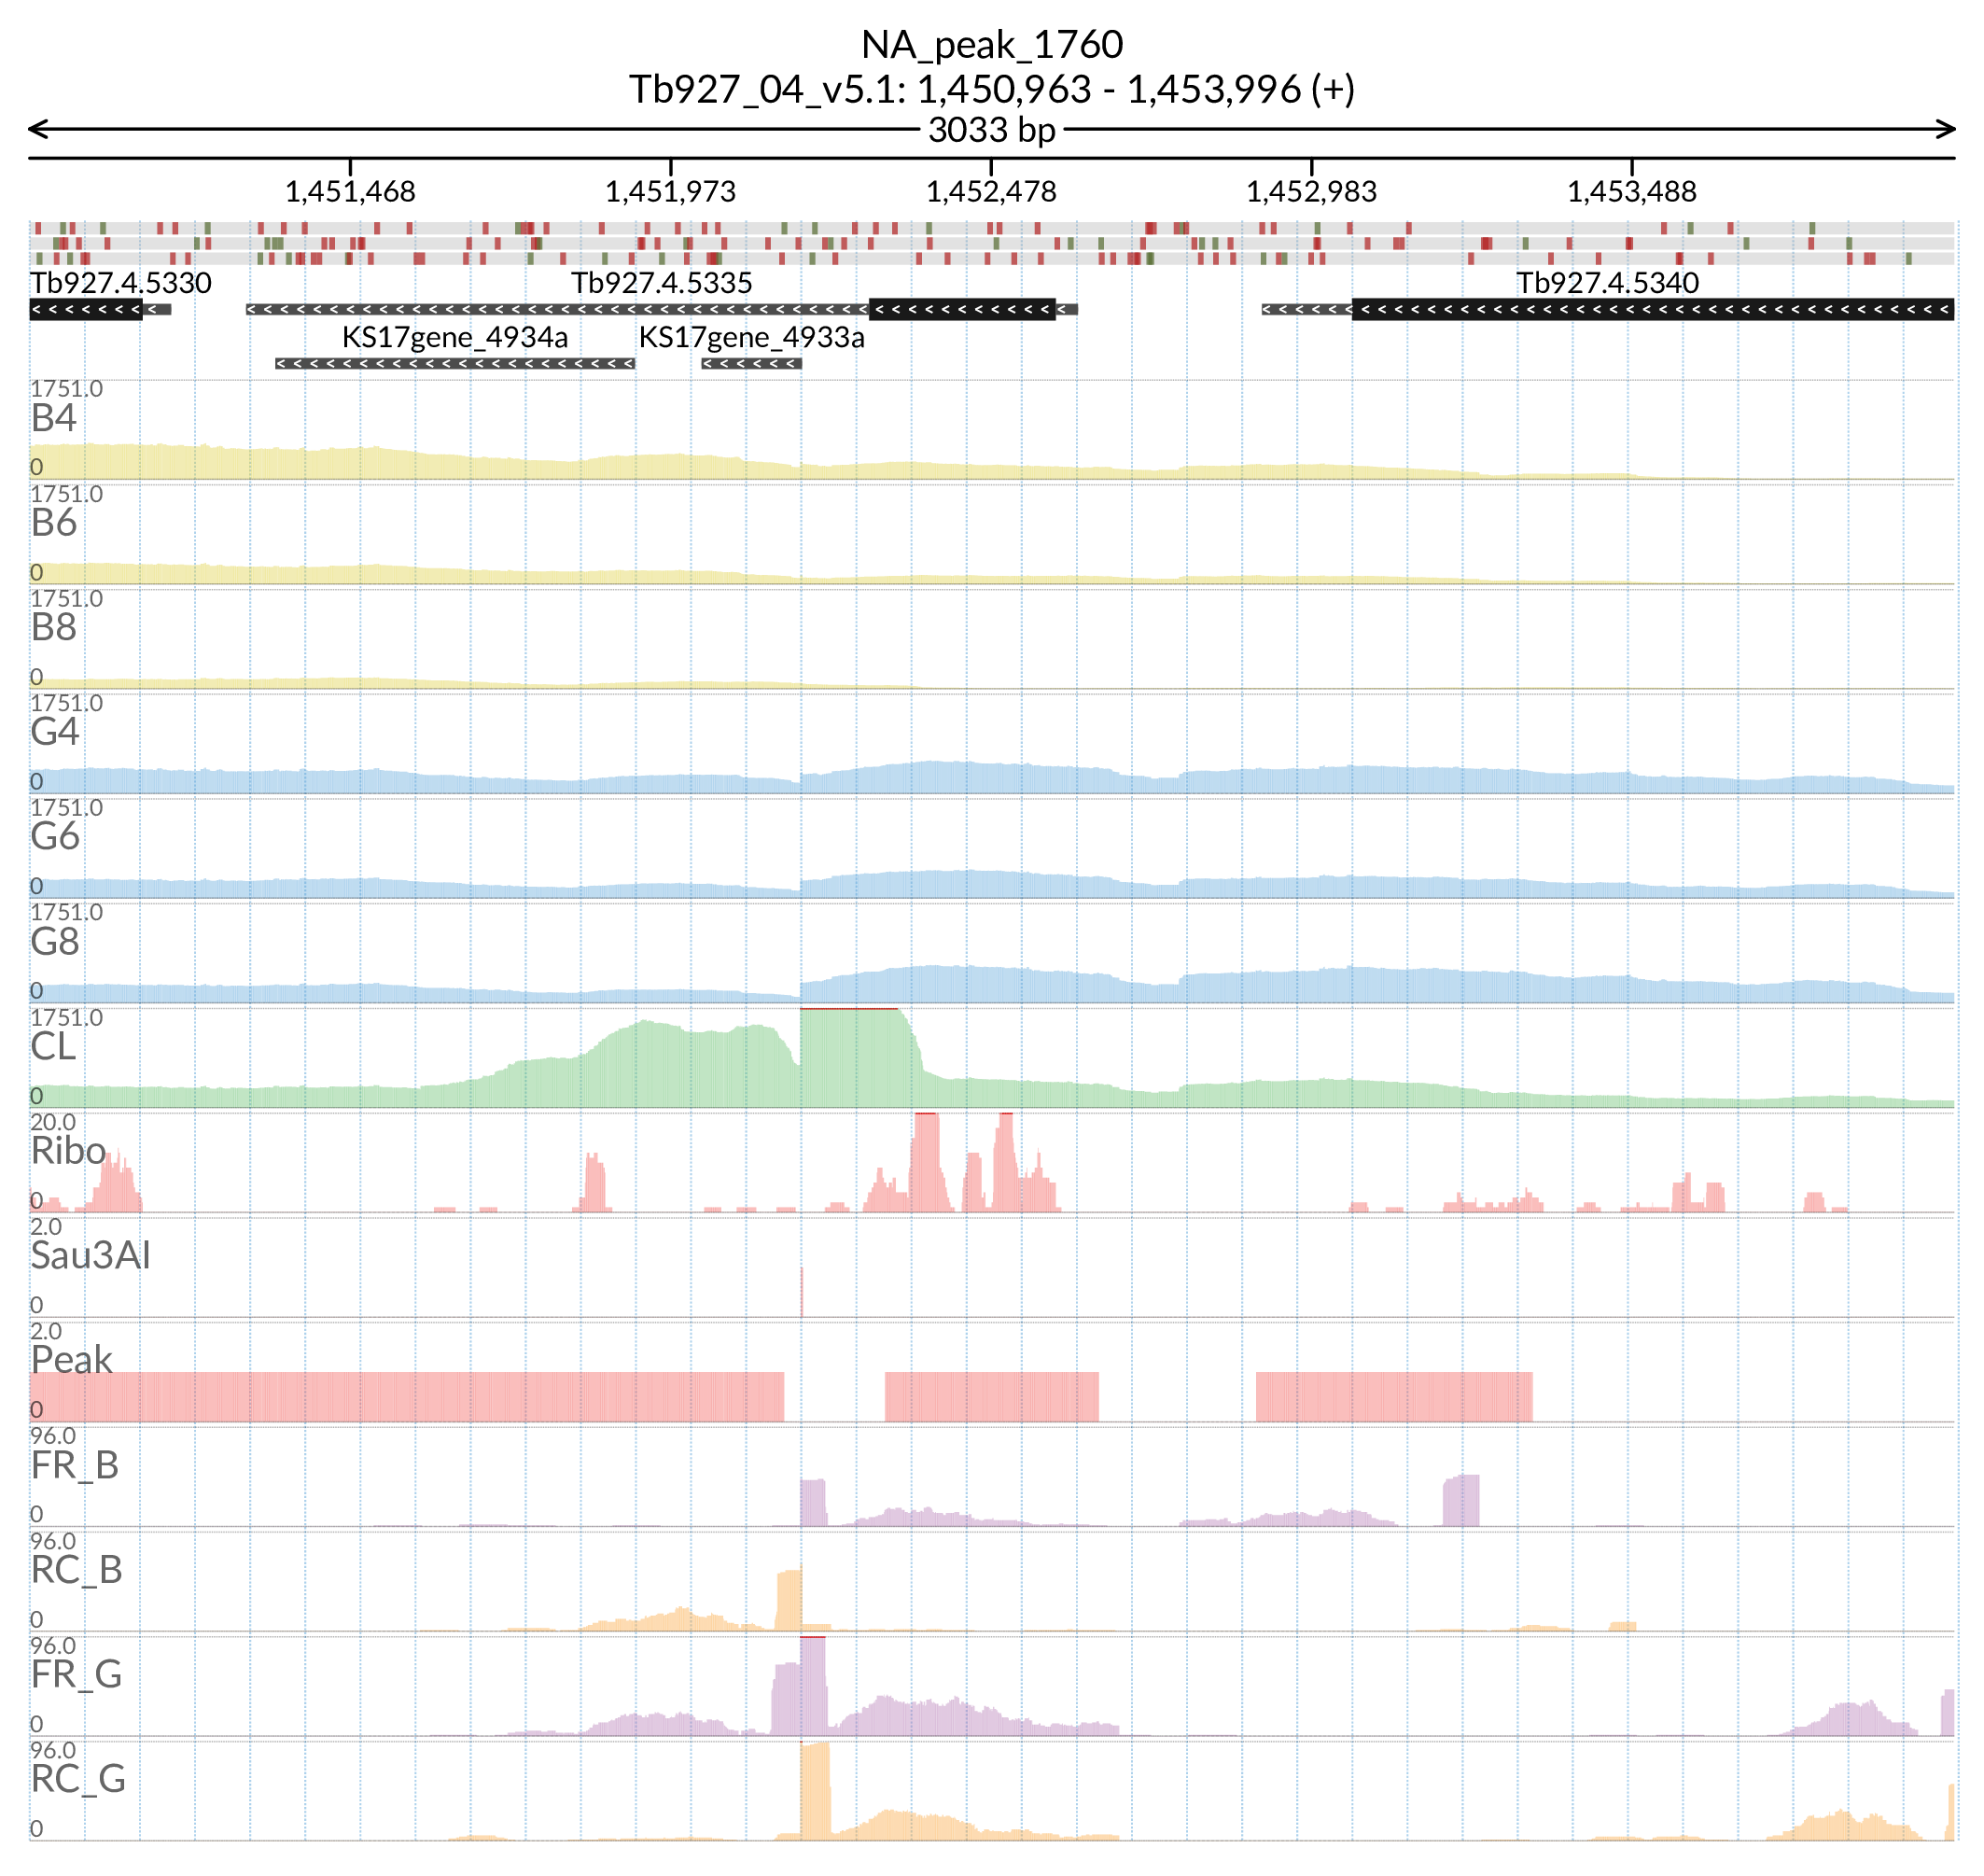 NA_peak_1760
Tb927_04_v5.1: 1,450,963 - 1,453,996 (+)
3033 bp
1,451,468 1,451,973 1,452,478 1,452,983 1,453,488
Tb927.4.5330 Tb927.4.5335 Tb927.4.5340
KS17gene_4934a KS17gene_4933a
1751.0
B4
0
1751.0
B6
0
1751.0
B8
0
1751.0
G4
0
1751.0
G6
0
1751.0
G8
0
1751.0
CL
0
20.0
Ribo
0
2.0
Sau3AI
0
2.0
Peak
0
96.0
FR_B
0
96.0
RC_B
0
96.0
FR_G
0
96.0
RC_G
0